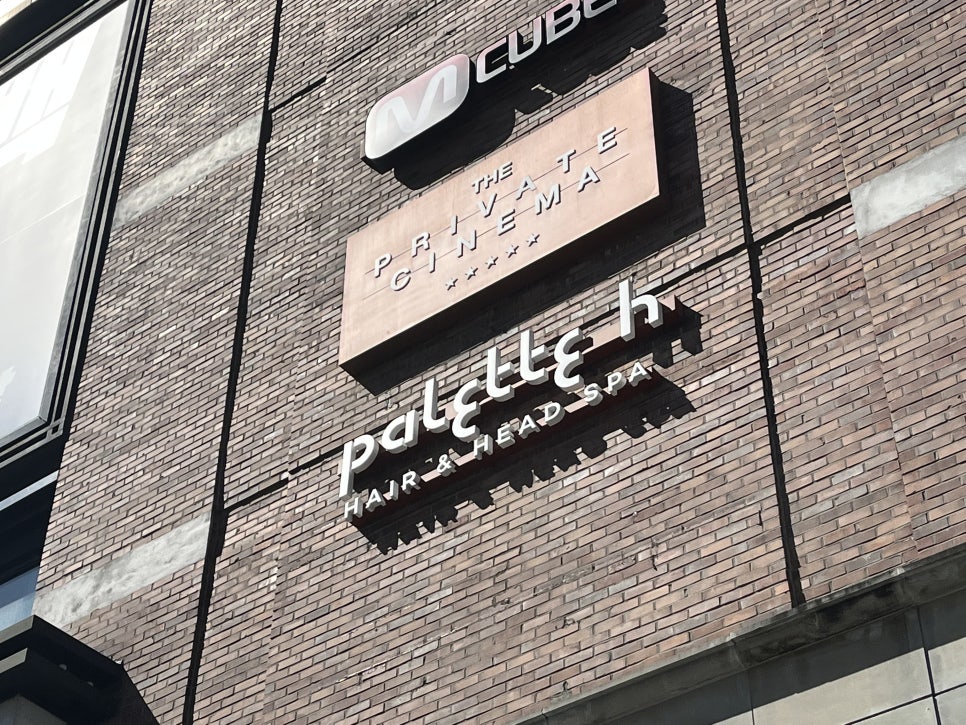 M CUBE
THE
PRIVATE
CINEMA
palette h
HAIR & HEAD SPA